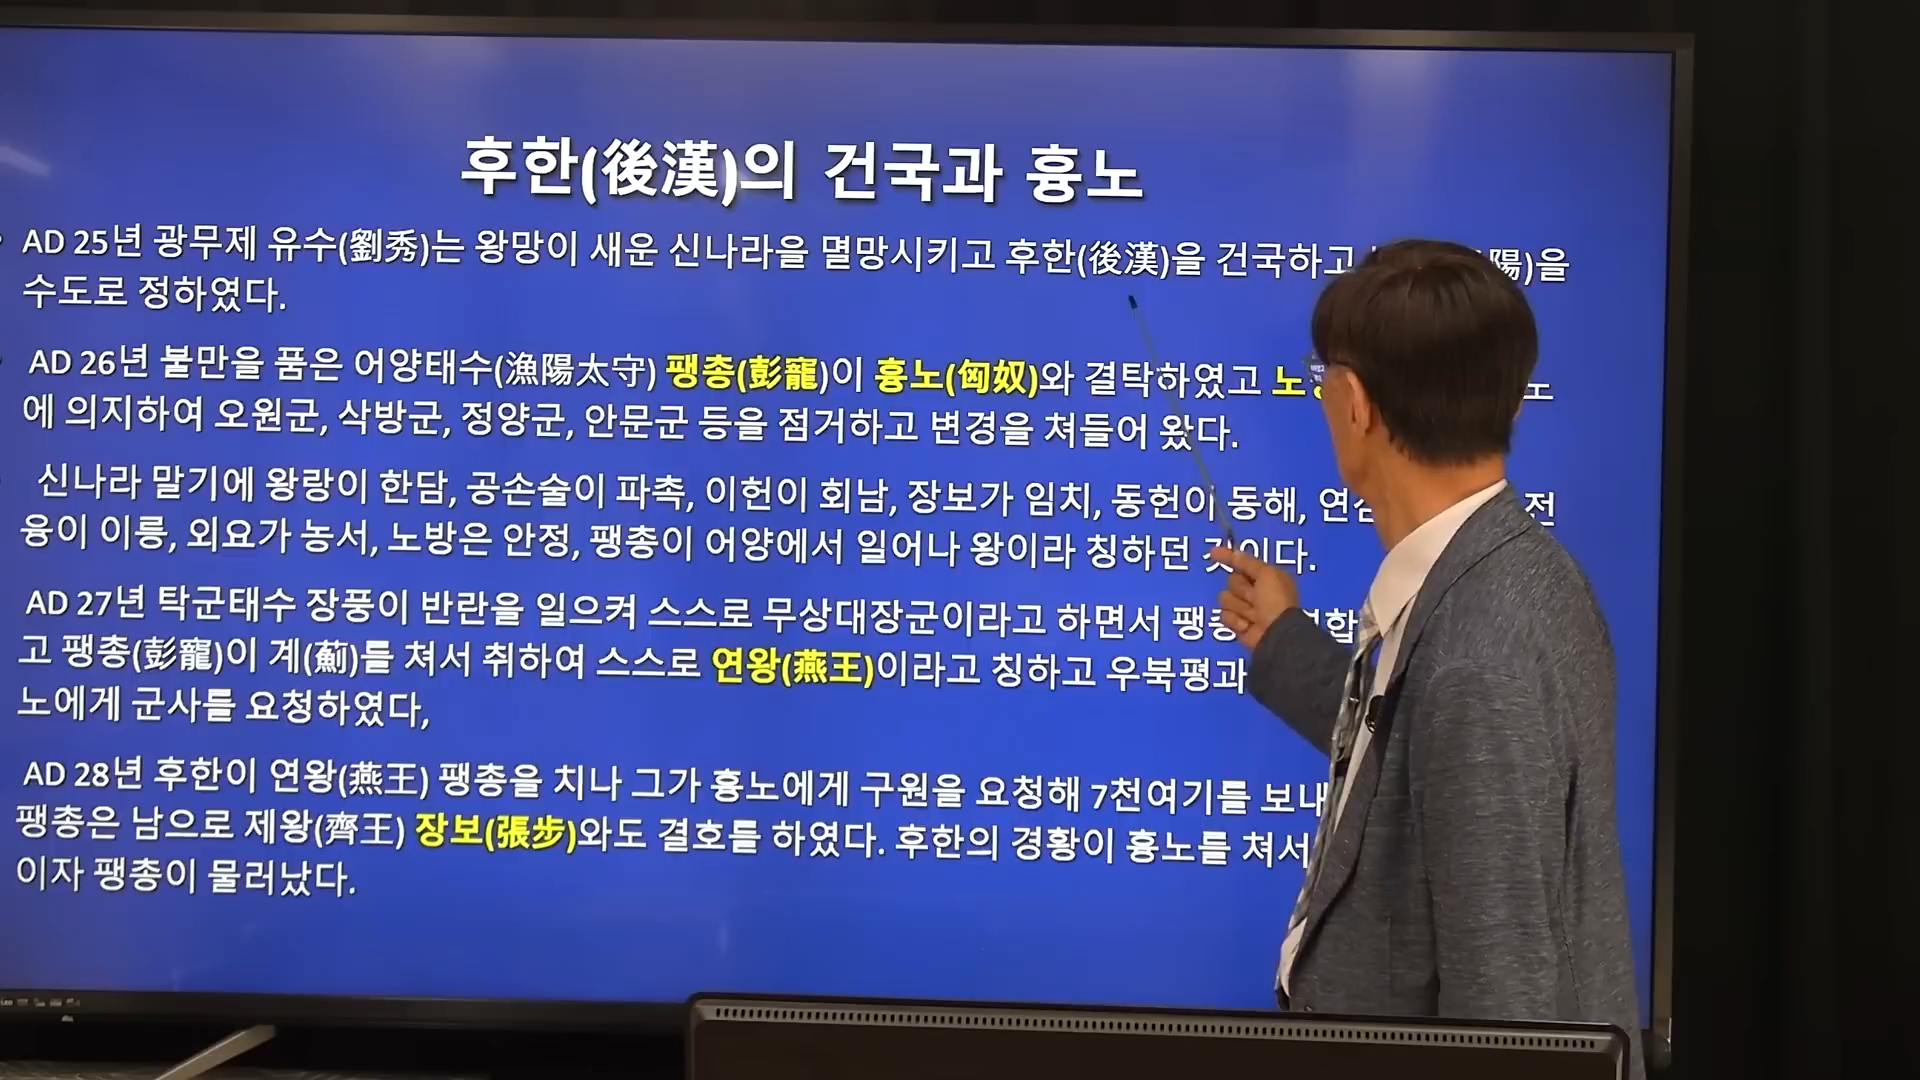 후한(後漢)의 건국과 흉노
AD 25년 광무제 유수(劉秀)는 왕망이 새운 신나라을 멸망시키고 후한(後漢)을 건국하고 陽)을
수도로 정하였다.
AD 26년 불만을 품은 어양태수(漁陽太守) 팽총(彭寵)이 흉노(匈奴)와 결탁하였고 노
에 의지하여 오원군, 삭방군, 정양군, 안문군 등을 점거하고 변경을 쳐들어 왔다.
신나라 말기에 왕랑이 한담, 공손술이 파촉, 이헌이 회남, 장보가 임치, 동헌이 동해, 전
융이 이릉, 외요가 농서, 노방은 안정, 팽총이 어양에서 일어나 왕이라 칭하던 것이다.
AD 27년 탁군태수 장풍이 반란을 일으켜 스스로 무상대장군이라고 하면서
고 팽총(彭寵)이 계(薊)를 쳐서 취하여 스스로 연왕(燕王)이라고 칭하고 우북평과
노에게 군사를 요청하였다,
AD 28년 후한이 연왕(燕王) 팽총을 치나 그가 흉노에게 구원을 요청해 7천여기를 보내
팽총은 남으로 제왕(齊王) 장보(張步)와도 결호를 하였다. 후한의 경황이 흉노를 쳐서
이자 팽총이 물러났다.